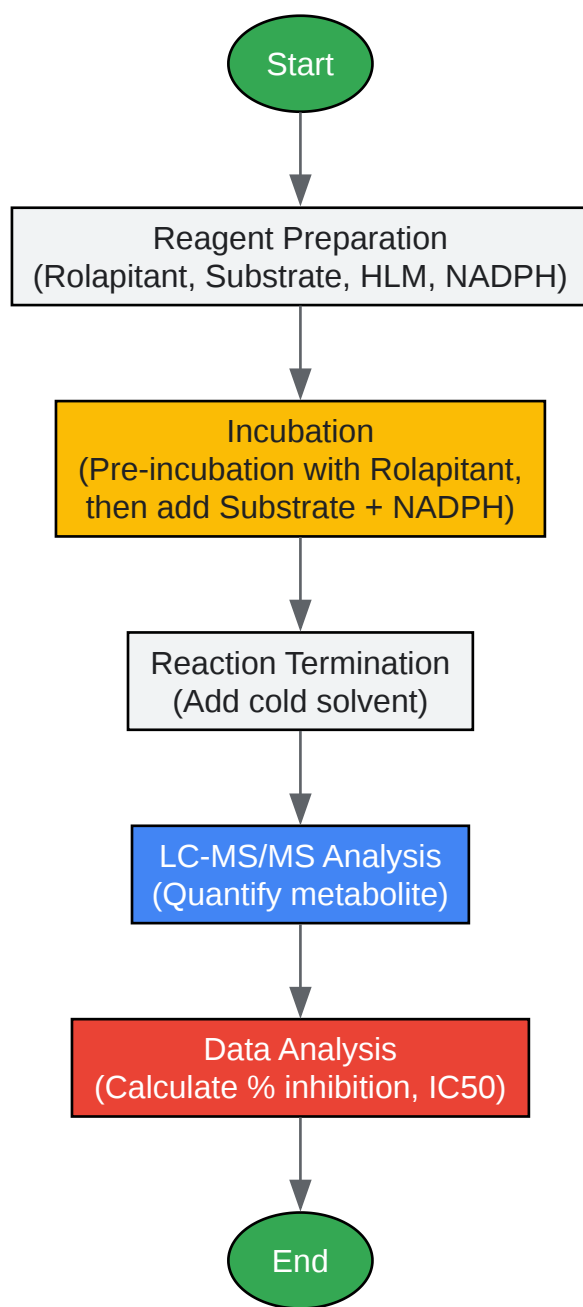 Start
Reagent Preparation
(Rolapitant, Substrate, HLM, NADPH)
Incubation
(Pre-incubation with Rolapitant,
then add Substrate + NADPH)
Reaction Termination
(Add cold solvent)
LC-MS/MS Analysis
(Quantify metabolite)
Data Analysis
(Calculate % inhibition, IC50)
End